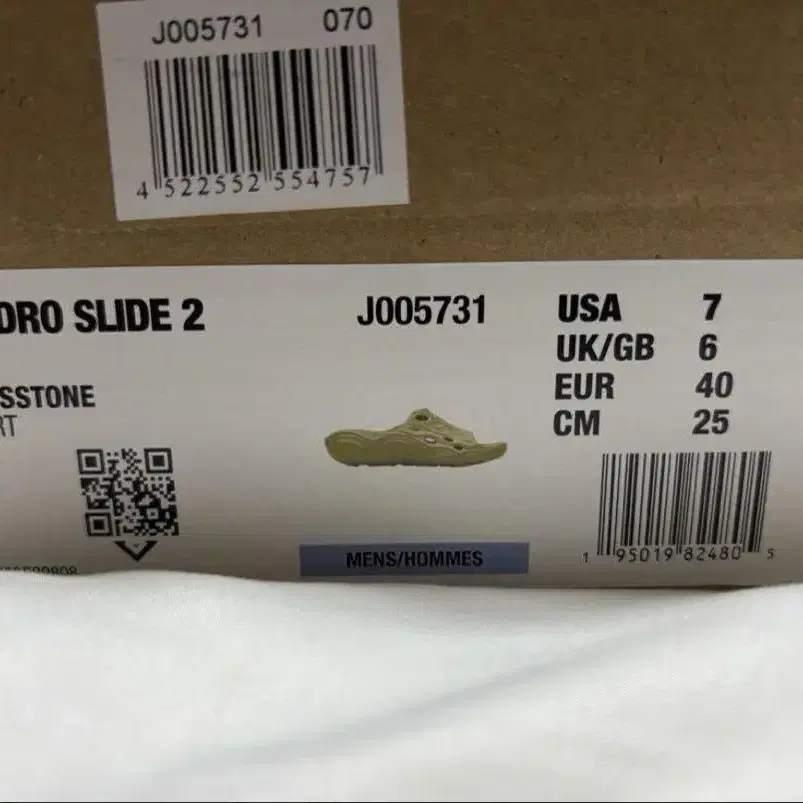 J005731 070
4 522552 554757
DRO SLIDE 2
J005731
SSTONE
RT
USA 7
UK/GB 6
EUR 40
CM 25
MENS/HOMMES
1 95019 82480 5